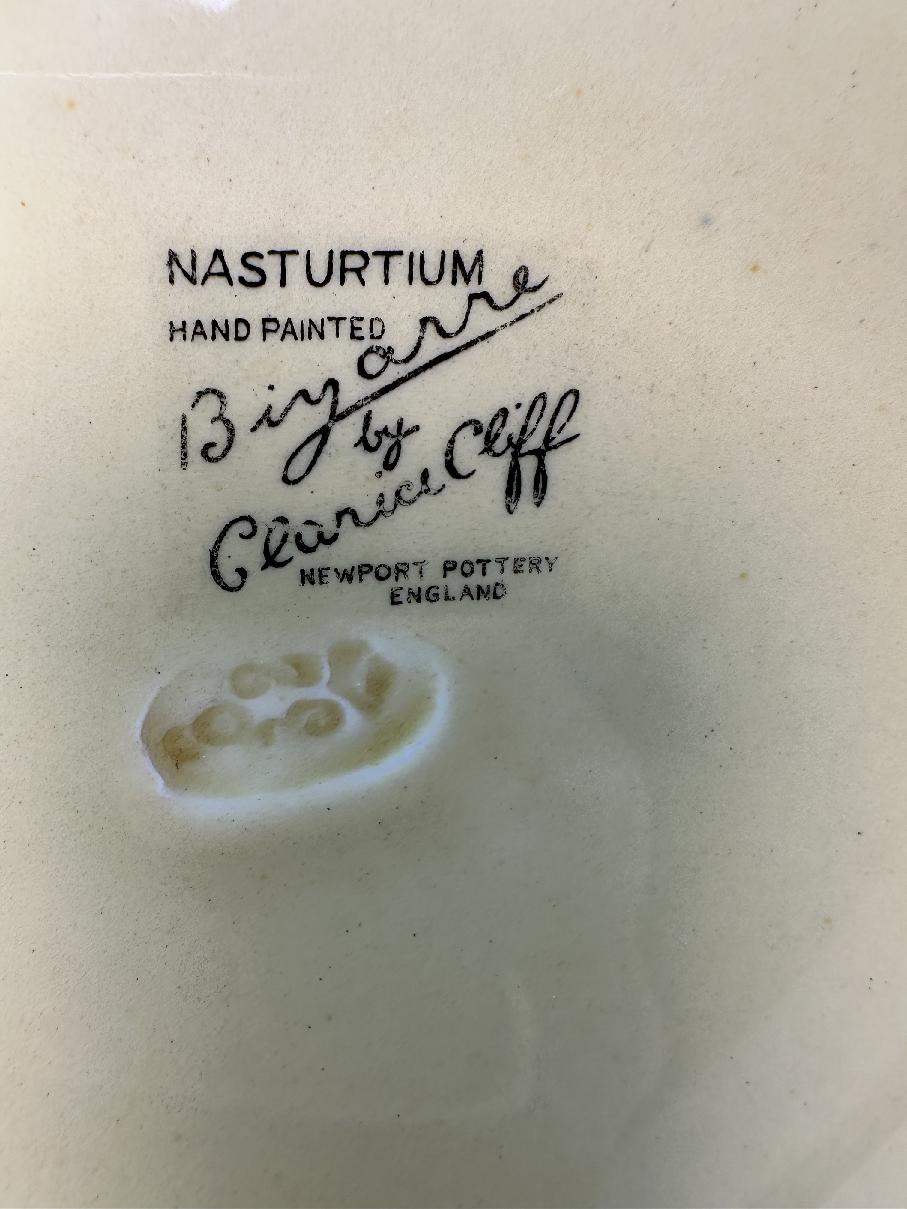 NASTURTIUM
HAND PAINTED
Bizarre
by
Clarice Cliff
NEWPORT POTTERY
ENGLAND